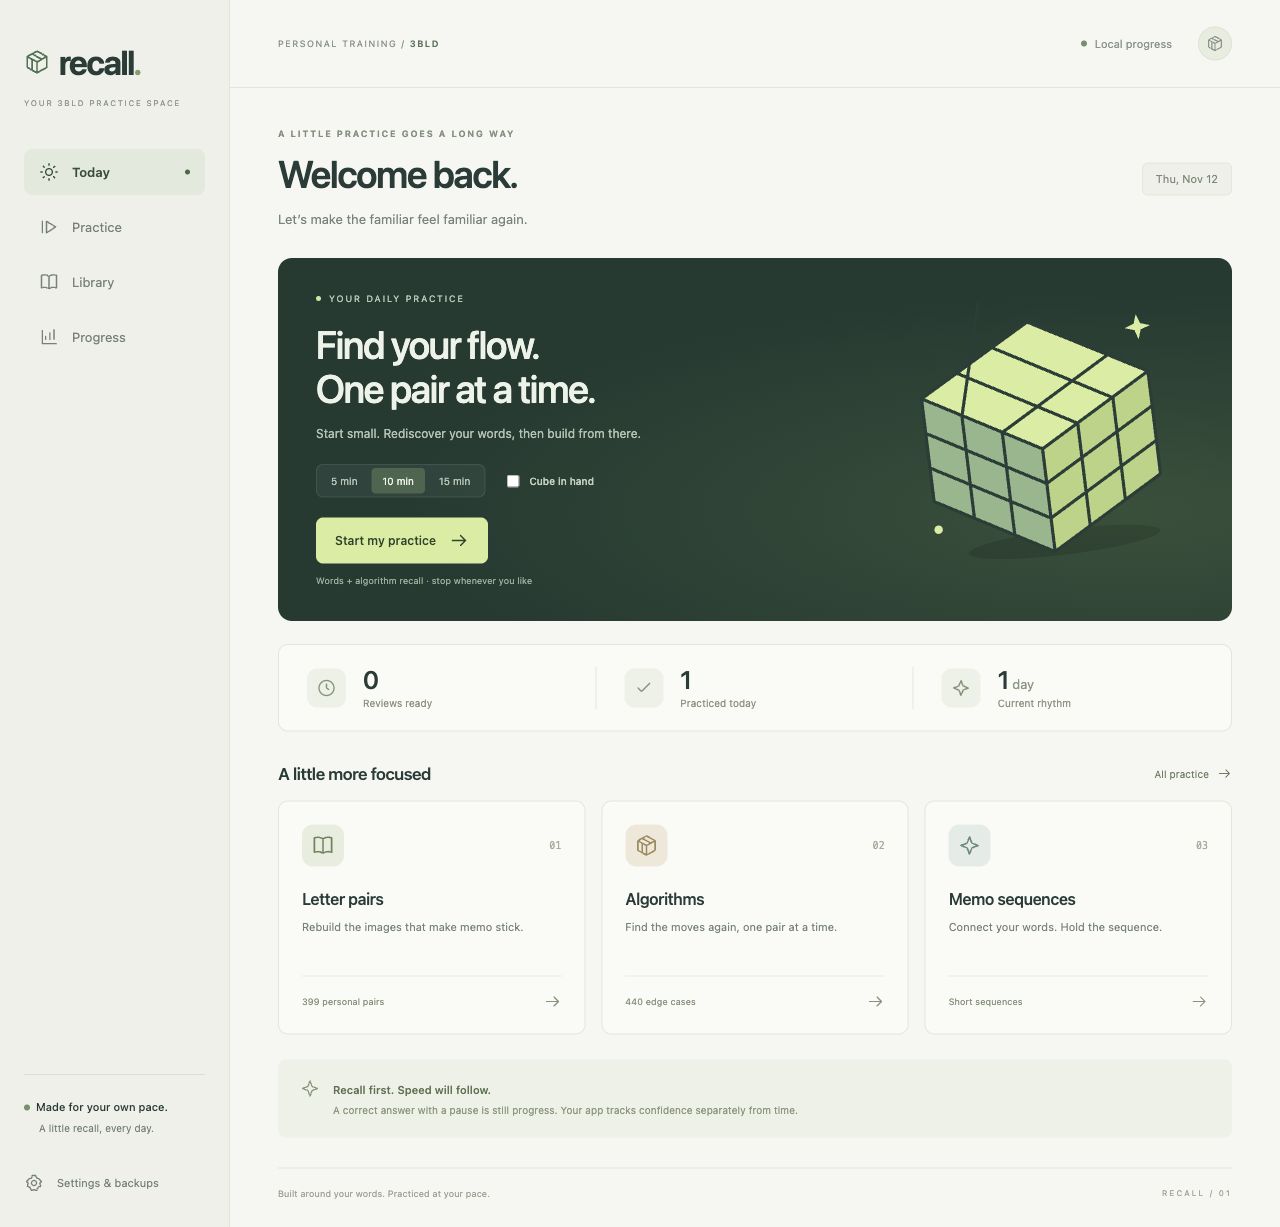 recall.
YOUR 3BLD PRACTICE SPACE
Today
Practice
Library
Progress
Made for your own pace.
A little recall, every day.
Settings & backups
PERSONAL TRAINING / 3BLD
Local progress
A LITTLE PRACTICE GOES A LONG WAY
Welcome back.
Let's make the familiar feel familiar again.
Thu, Nov 12
YOUR DAILY PRACTICE
Find your flow.
One pair at a time.
Start small. Rediscover your words, then build from there.
5 min 10 min 15 min Cube in hand
Start my practice
Words + algorithm recall · stop whenever you like
0
Reviews ready
1
Practiced today
1 day
Current rhythm
A little more focused
All practice
01
Letter pairs
Rebuild the images that make memo stick.
399 personal pairs
02
Algorithms
Find the moves again, one pair at a time.
440 edge cases
03
Memo sequences
Connect your words. Hold the sequence.
Short sequences
Recall first. Speed will follow.
A correct answer with a pause is still progress. Your app tracks confidence separately from time.
Built around your words. Practiced at your pace.
RECALL / 01